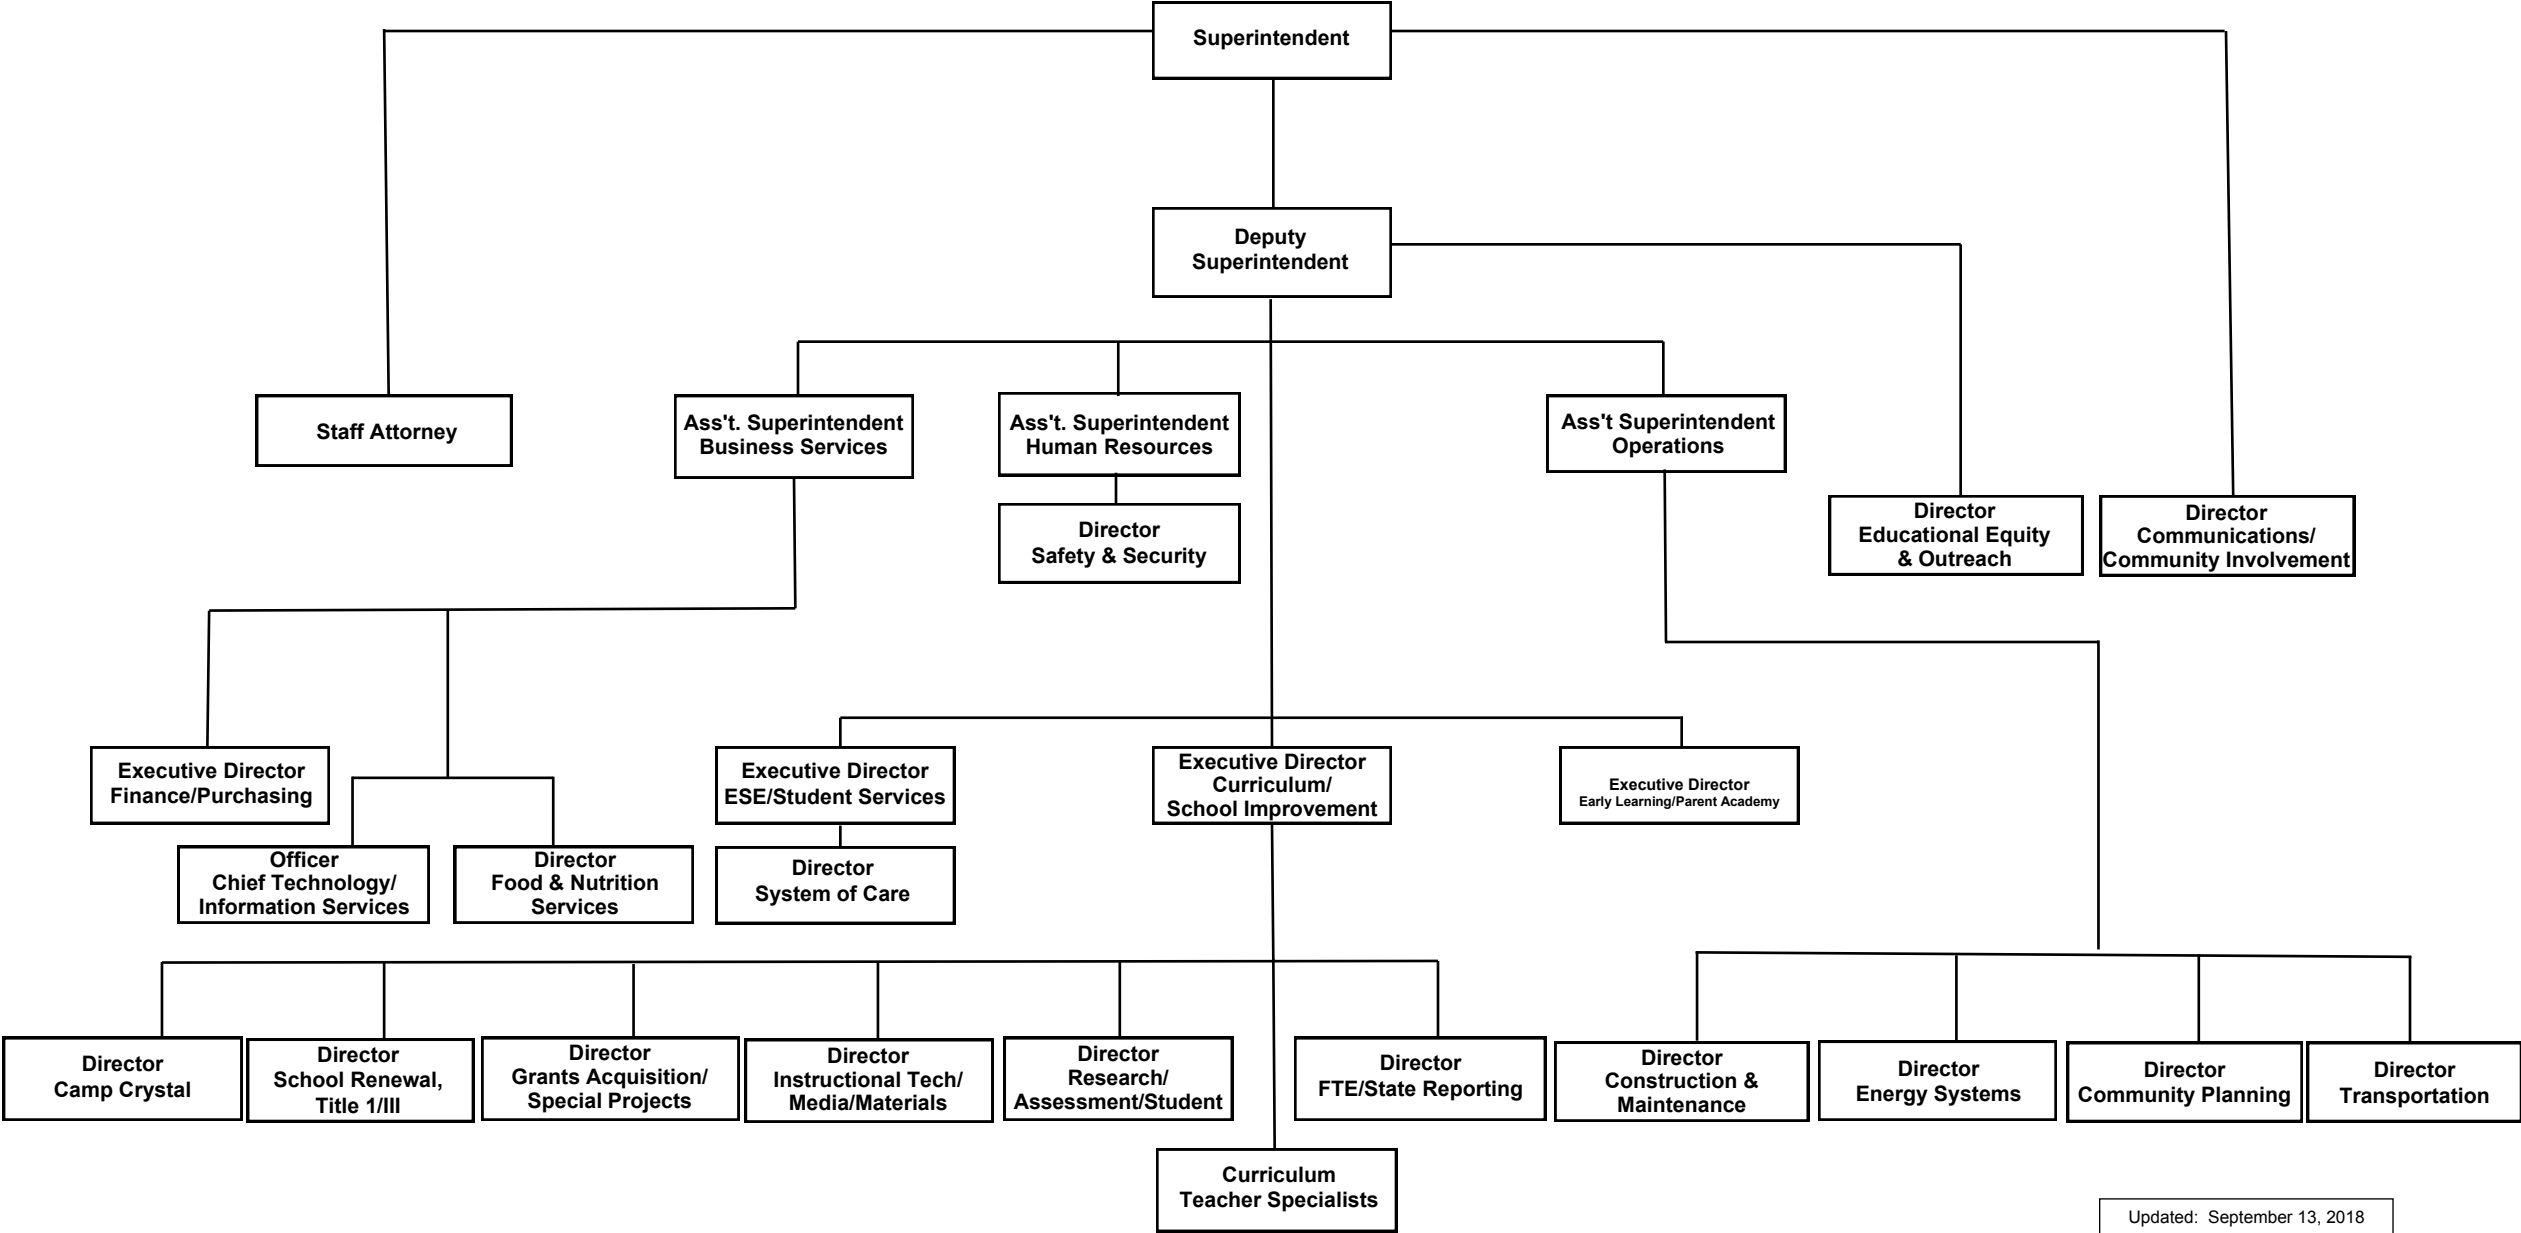 Superintendent
Deputy
Superintendent
Staff Attorney
Ass't. Superintendent
Business Services
Ass't. Superintendent
Human Resources
Ass't Superintendent
Operations
Director
Safety & Security
Director
Educational Equity
& Outreach
Director
Communications/
Community Involvement
Executive Director
Finance/Purchasing
Executive Director
ESE/Student Services
Executive Director
Curriculum/
School Improvement
Executive Director
Early Learning/Parent Academy
Officer
Chief Technology/
Information Services
Director
Food & Nutrition
Services
Director
System of Care
Director
Camp Crystal
Director
School Renewal,
Title 1/III
Director
Grants Acquisition/
Special Projects
Director
Instructional Tech/
Media/Materials
Director
Research/
Assessment/Student
Director
FTE/State Reporting
Director
Construction &
Maintenance
Director
Energy Systems
Director
Community Planning
Director
Transportation
Curriculum
Teacher Specialists
Updated: September 13, 2018